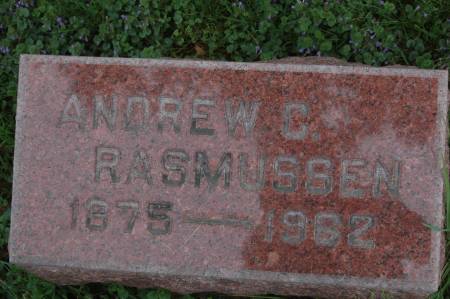 ANDREW C.
RASMUSSEN
1875—1962